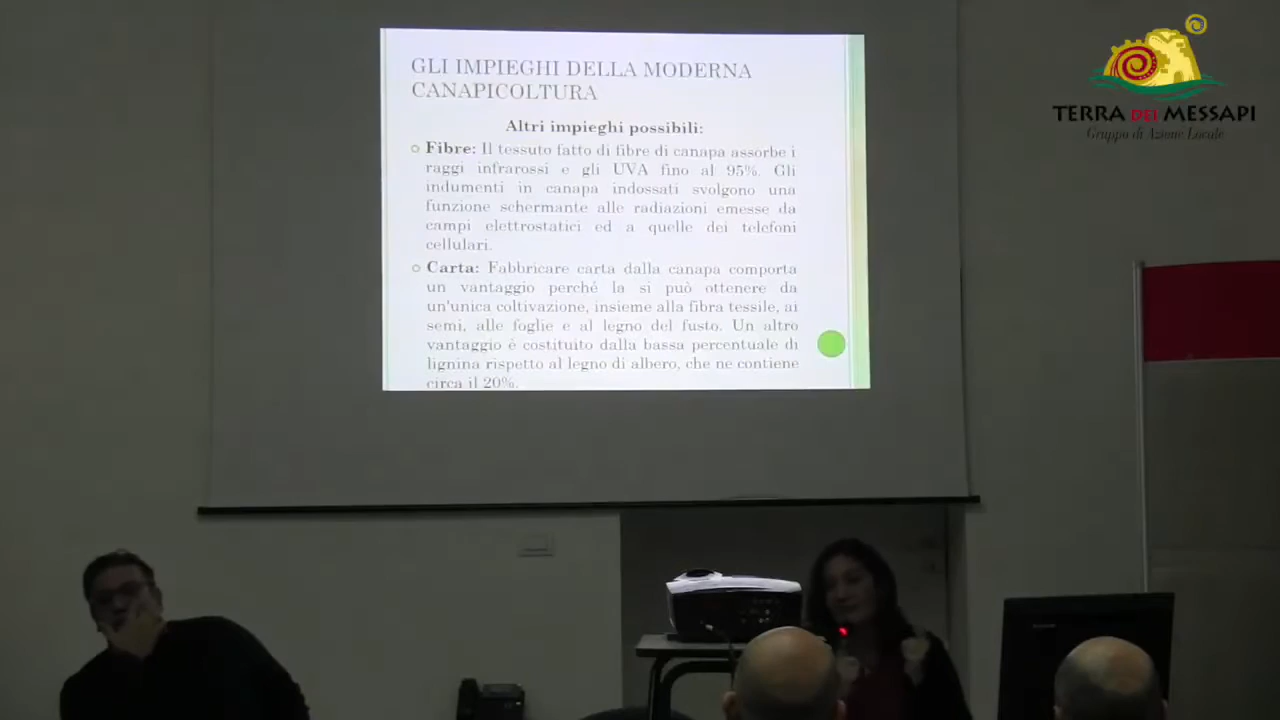 GLI IMPIEGHI DELLA MODERNA
CANAPICOLTURA
Altri impieghi possibili:
Fibre: Il tessuto fatto di fibre di canapa assorbe i
raggi infrarossi e gli UVA fino al 95%. Gli
indumenti in canapa indossati svolgono una
funzione schermante alle radiazioni emesse da
campi elettrostatici ed a quelle dei telefoni
cellulari.
Carta: Fabbricare carta dalla canapa comporta
un vantaggio perché la si può ottenere da
un'unica coltivazione, insieme alla fibra tessile, ai
semi, alle foglie e al legno del fusto. Un altro
vantaggio é costituito dalla bassa percentuale di
lignina rispetto al legno di albero, che ne contiene
circa il 20%.
TERRA DEI MESSAPI
Gruppo di Azione Locale